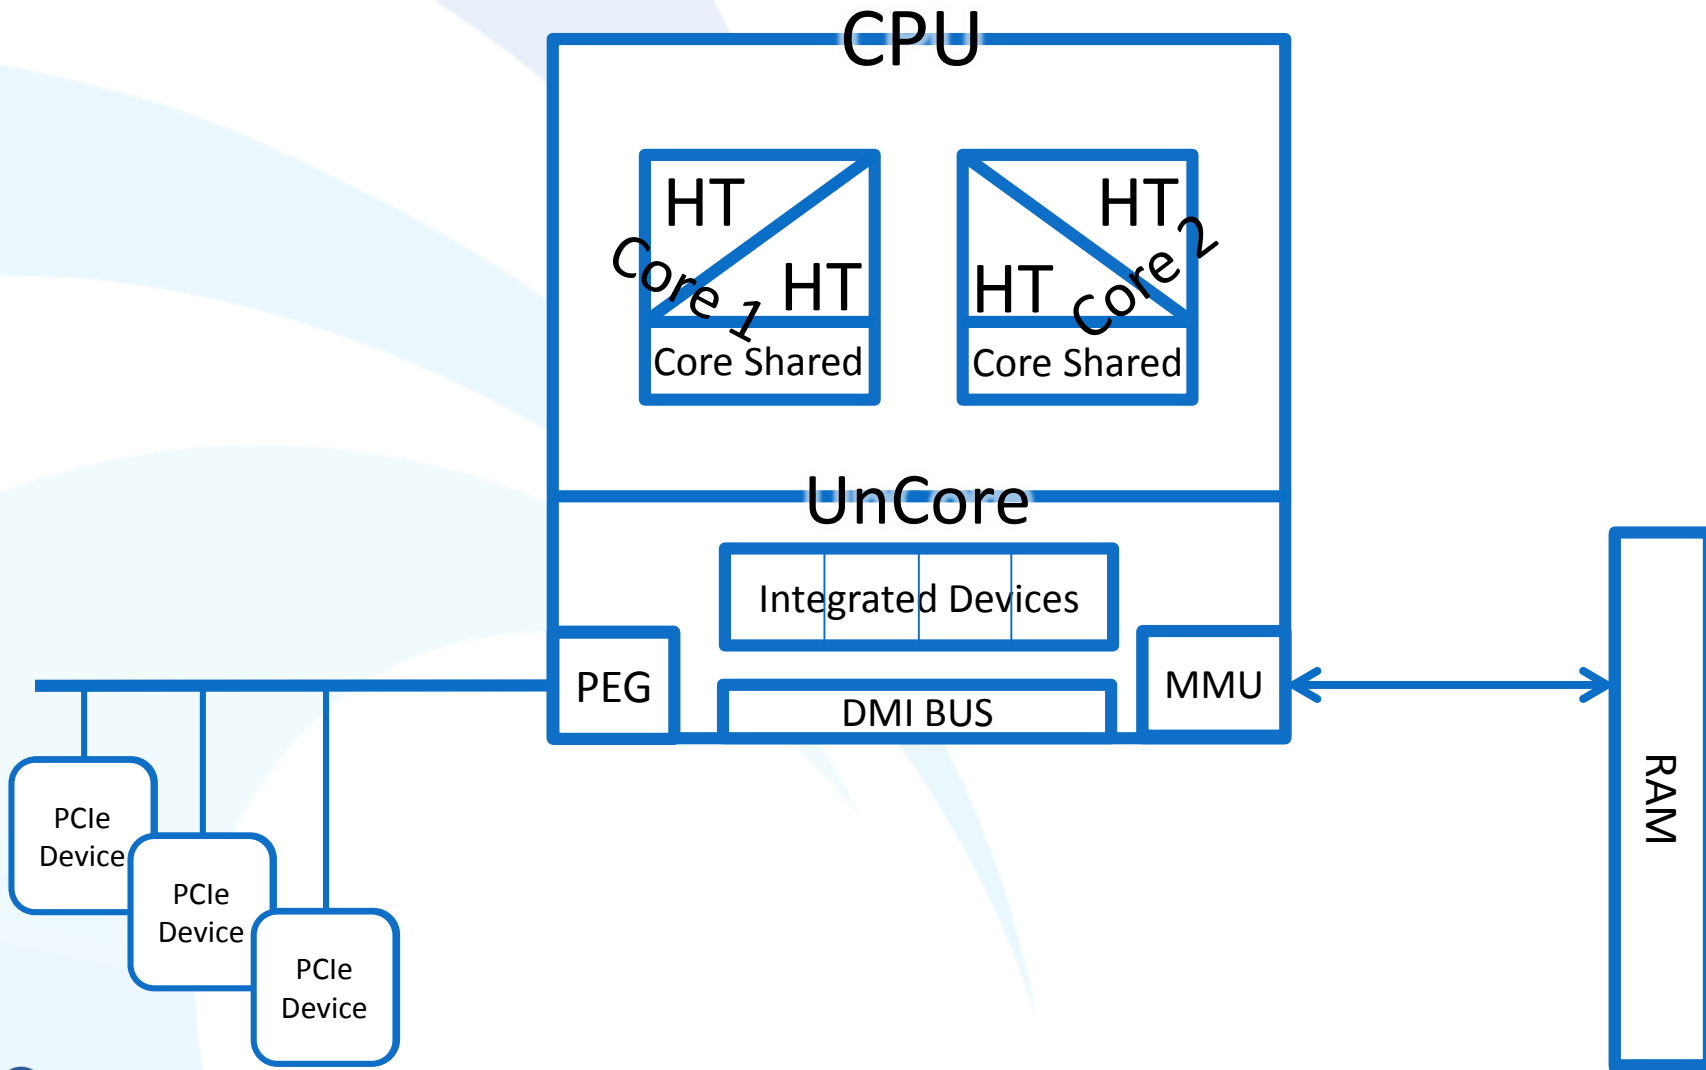 CPU
HT
HT
Core 1
Core Shared
HT
HT
Core 2
Core Shared
UnCore
Integrated Devices
PEG
DMI BUS
MMU
RAM
PCIe
Device
PCIe
Device
PCIe
Device